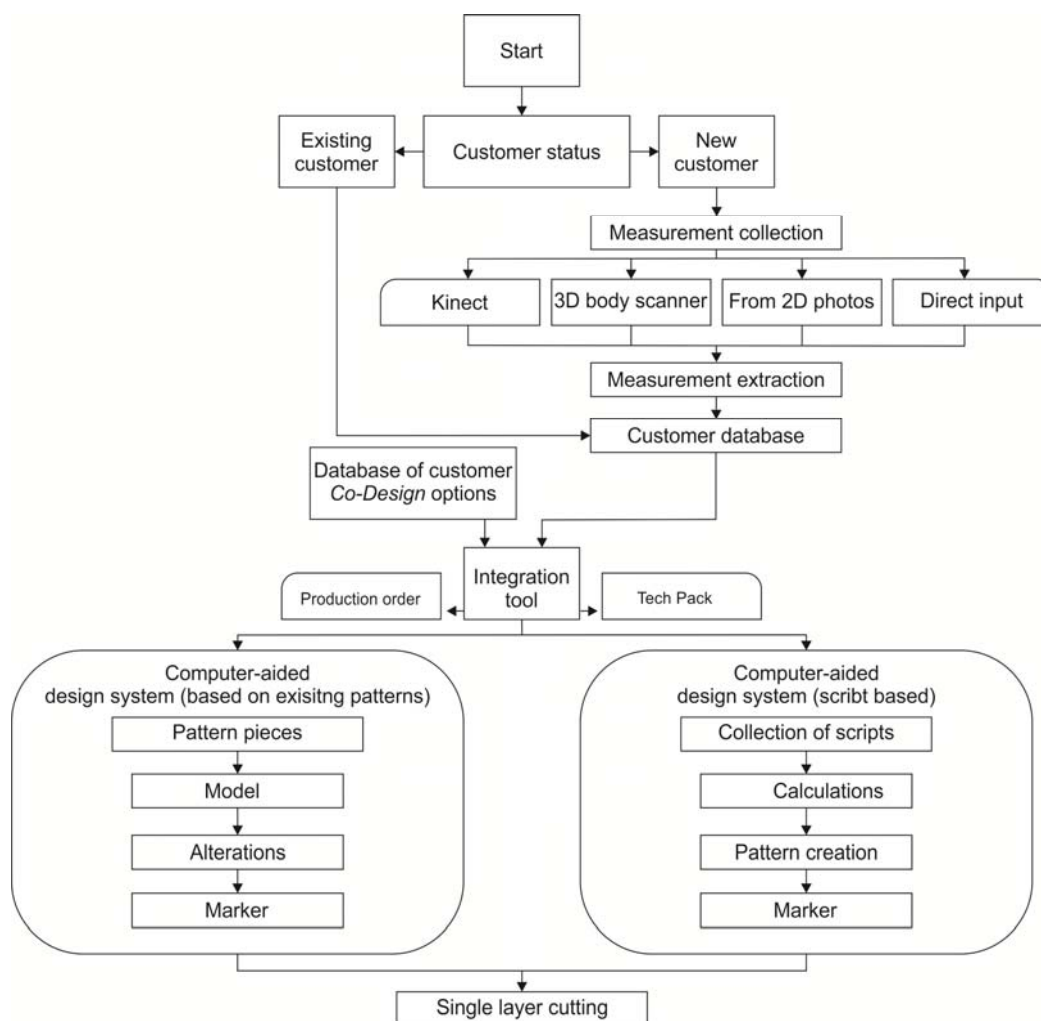 Start
Existing
customer
Customer status
New
customer
Measurement collection
Kinect
3D body scanner
From 2D photos
Direct input
Measurement extraction
Customer database
Database of customer
Co-Design options
Integration
tool
Production order
Tech Pack
Computer-aided
design system (based on exisitng patterns)
Pattern pieces
Model
Alterations
Marker
Computer-aided
design system (scribt based)
Collection of scripts
Calculations
Pattern creation
Marker
Single layer cutting